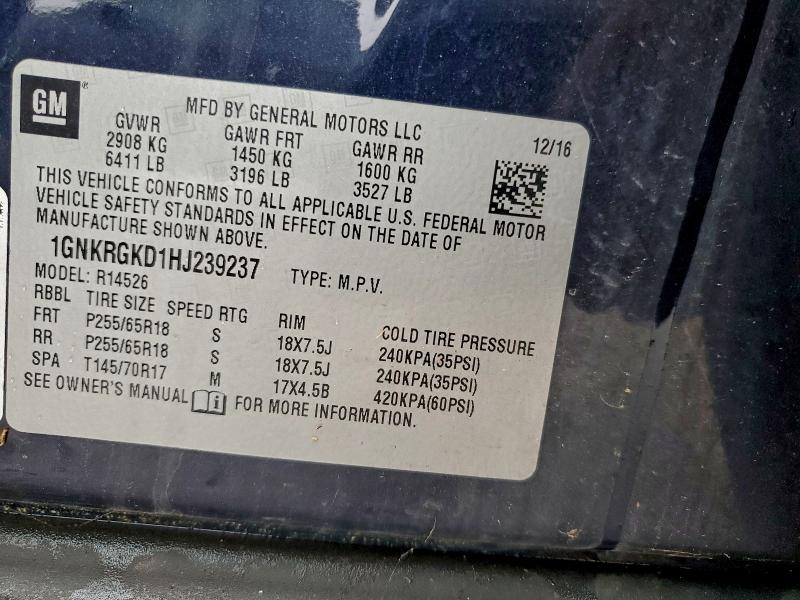 GM®
MFD BY GENERAL MOTORS LLC
12/16
GVWR GAWR FRT GAWR RR
2908 KG 1450 KG 1600 KG
6411 LB 3196 LB 3527 LB
THIS VEHICLE CONFORMS TO ALL APPLICABLE U.S. FEDERAL MOTOR
VEHICLE SAFETY STANDARDS IN EFFECT ON THE DATE OF
MANUFACTURE SHOWN ABOVE.
1GNKRGKD1HJ239237 TYPE: M.P.V.
MODEL: R14526
RBBL TIRE SIZE SPEED RTG RIM COLD TIRE PRESSURE
FRT P255/65R18 S 18X7.5J 240KPA(35PSI)
RR P255/65R18 S 18X7.5J 240KPA(35PSI)
SPA T145/70R17 M 17X4.5B 420KPA(60PSI)
SEE OWNER'S MANUAL i FOR MORE INFORMATION.